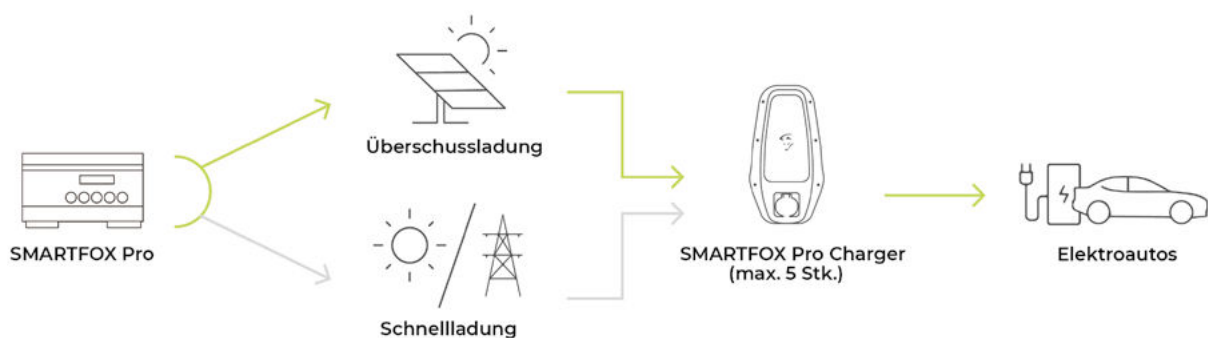 SMARTFOX Pro
Überschussladung
Schnellladung
SMARTFOX Pro Charger
(max. 5 Stk.)
Elektroautos